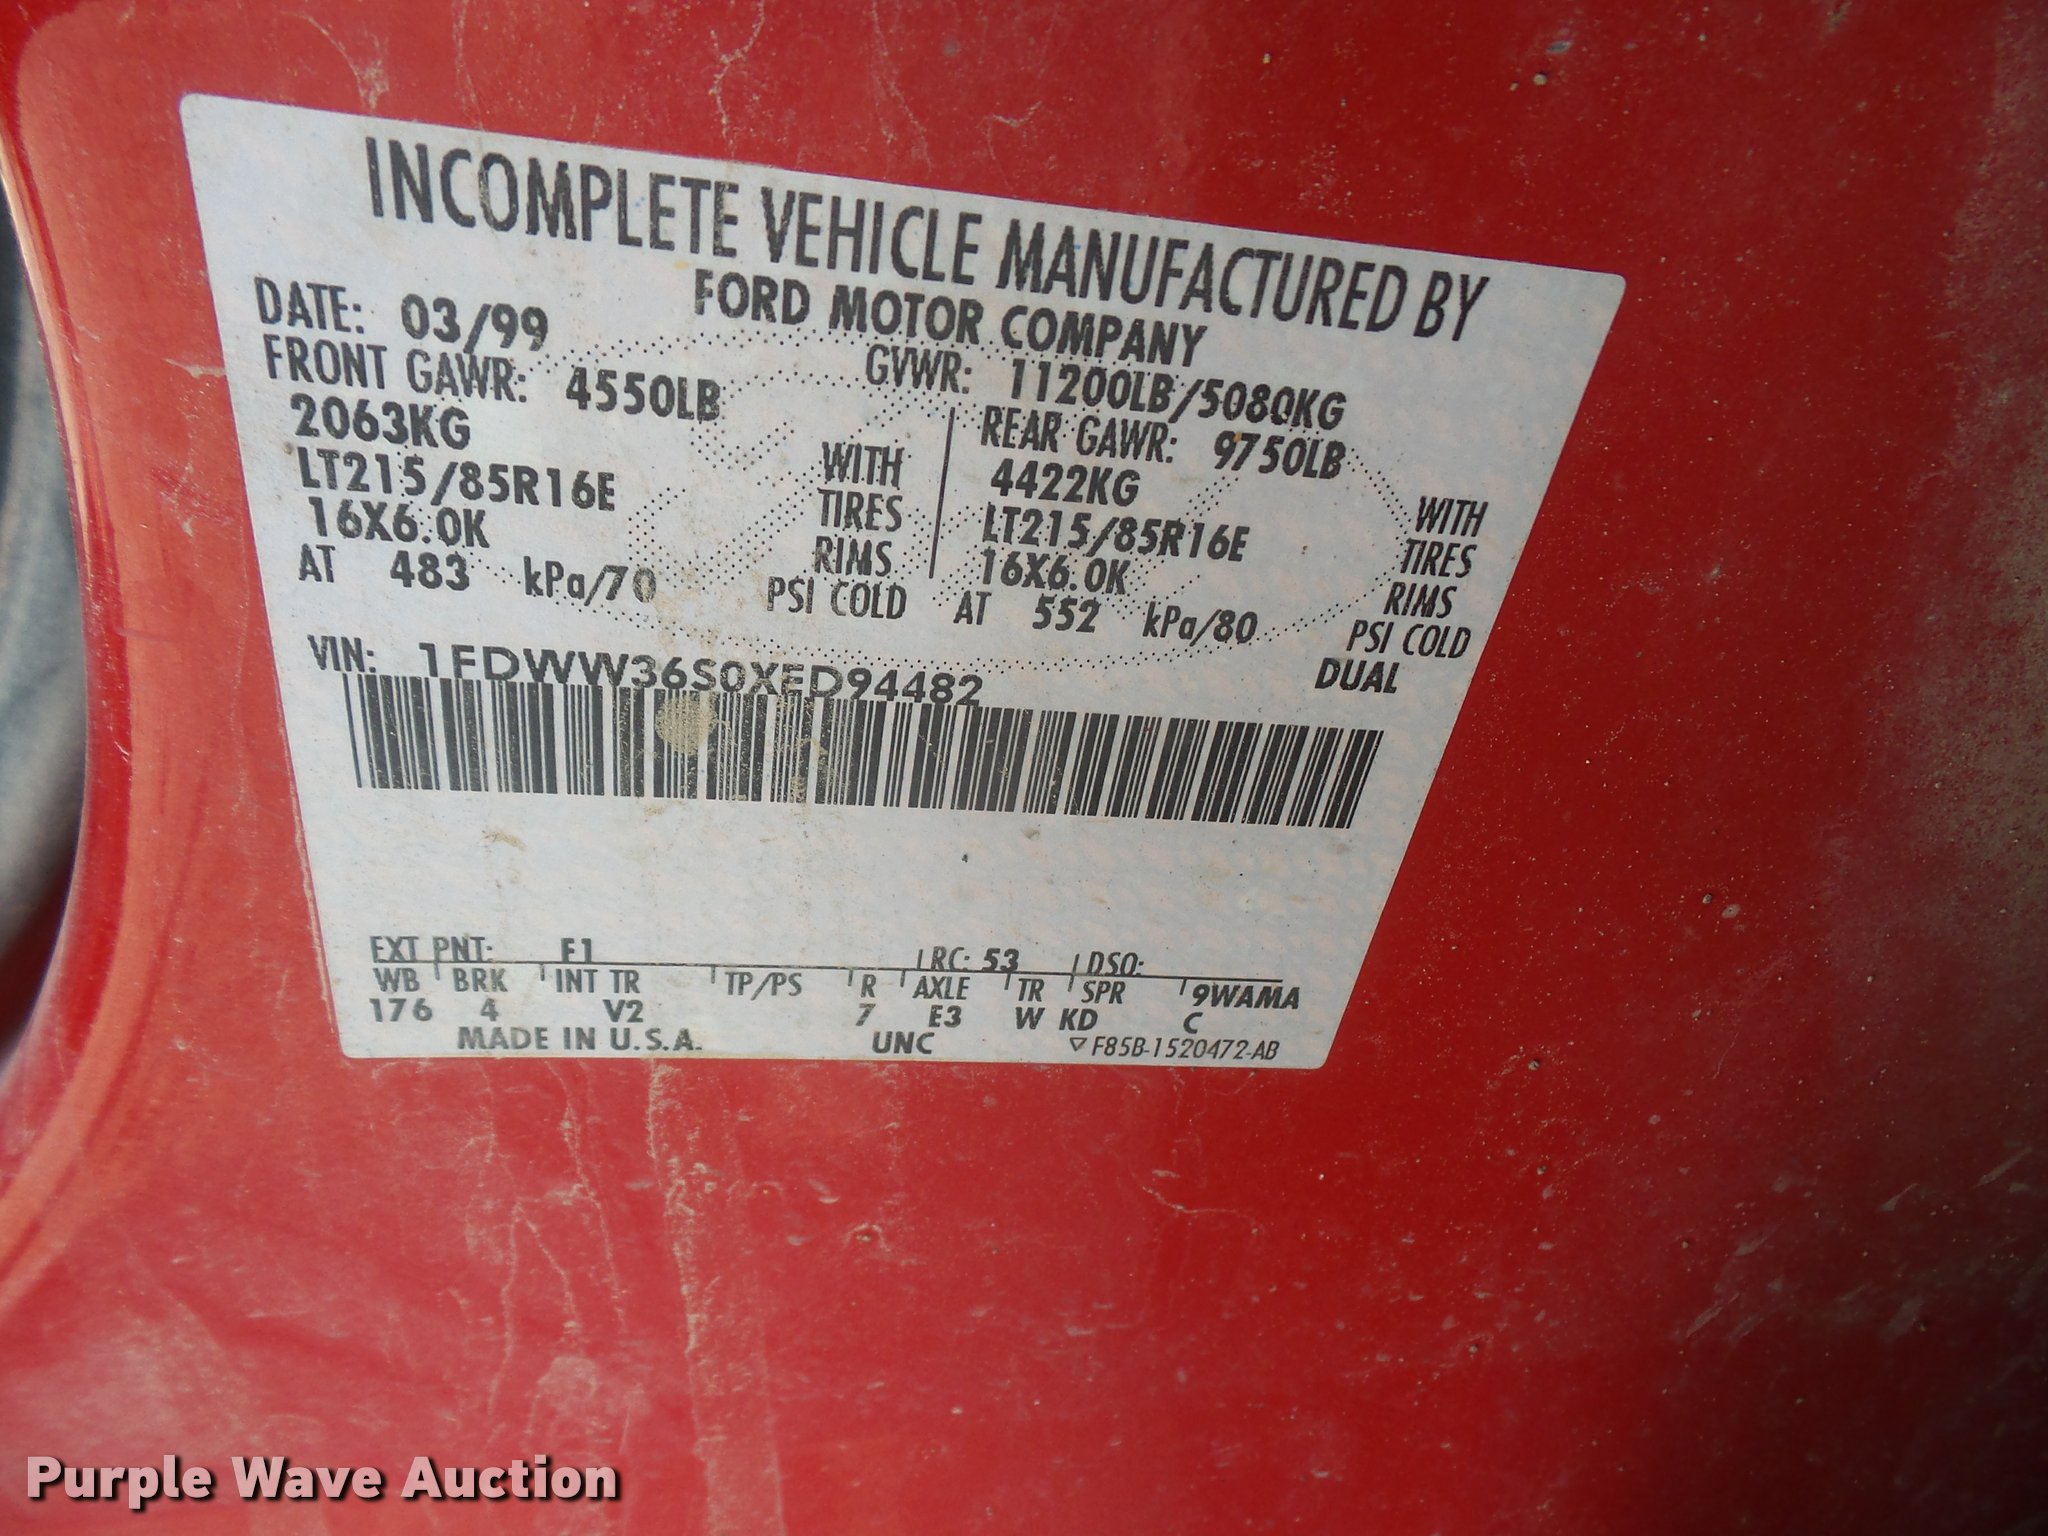 INCOMPLETE VEHICLE MANUFACTURED BY
FORD MOTOR COMPANY
DATE: 03/99
GVWR: 11200LB/5080KG
FRONT GAWR: 4550LB
2063KG
WITH
LT215/85R16E
TIRES
16X6.0K
RIMS
AT 483 kPa/70 PSI COLD
REAR GAWR: 9750LB
4422KG
WITH
LT215/85R16E
TIRES
16X6.0K
RIMS
AT 552 kPa/80 PSI COLD
DUAL
VIN: 1FDWW36S0XED94482
EXT PNT: F1 RC: 53 DSO:
WB BRK INT TR TP/PS R AXLE TR SPR 9WAMA
176 4 V2 7 E3 W KD C
MADE IN U.S.A. UNC ▽F85B-1520472-AB
Purple Wave Auction